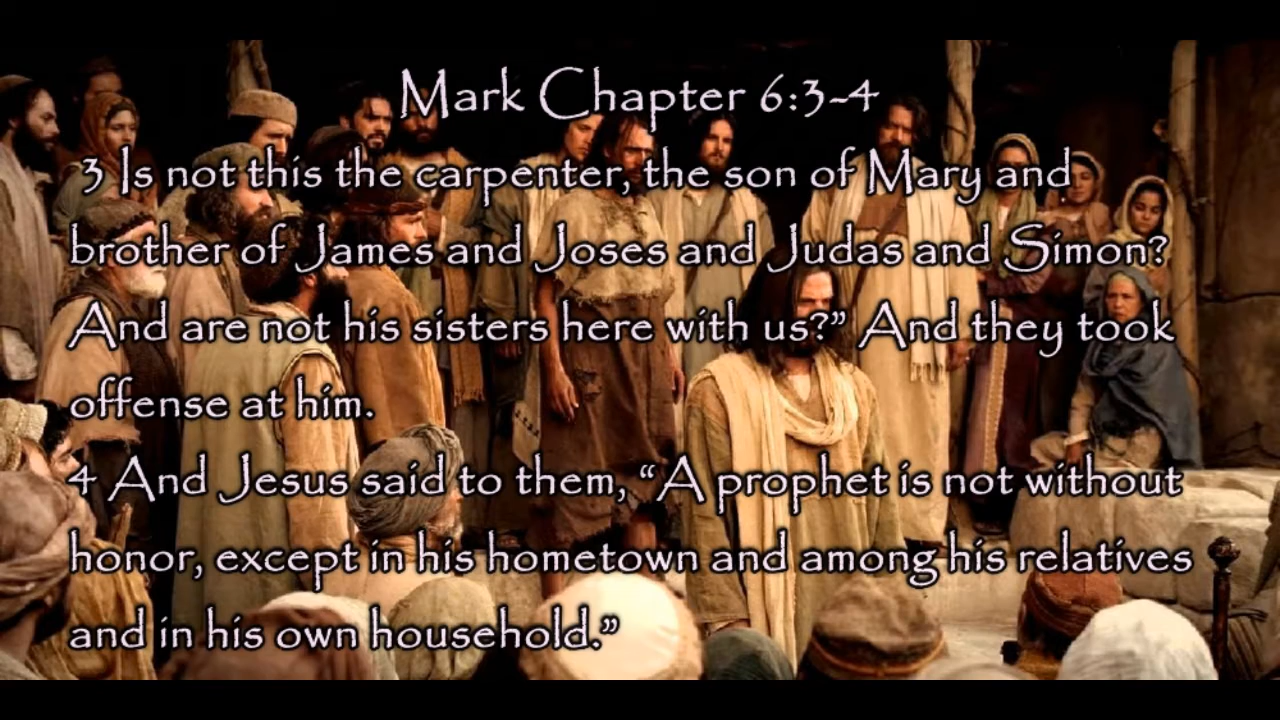 Mark Chapter 6:3-4
3 Is not this the carpenter, the son of Mary and
brother of James and Joses and Judas and Simon?
And are not his sisters here with us?” And they took
offense at him.
4 And Jesus said to them, “A prophet is not without
honor, except in his hometown and among his relatives
and in his own household.”